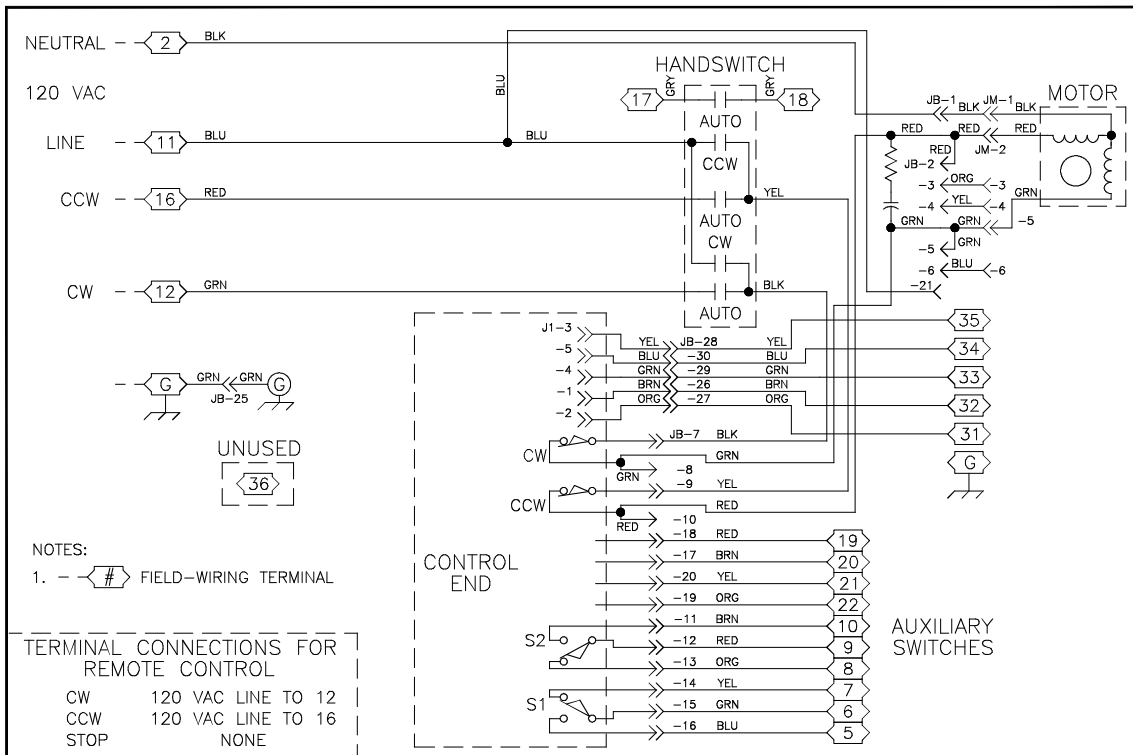 NEUTRAL 2 BLK
120 VAC
LINE 11 BLU BLU
BLU
CCW 16 RED
CW 12 GRN
HANDSWITCH
17 GRY GRY 18
AUTO
CCW
YEL
AUTO
CW
BLK
AUTO
JB-1 BLK JM-1 BLK
MOTOR
RED RED RED
JM-2
RED
JB-2
-3 ORG -3
-4 YEL -4
GRN
GRN GRN -5
-5 GRN
-6 BLU -6
-21
G GRN GRN G
JB-25
UNUSED
36
J1-3 YEL JB-28 YEL 35
-5 BLU -30 BLU 34
-4 GRN -29 GRN 33
-1 BRN -26 BRN 32
-2 ORG -27 ORG 31
CW JB-7 BLK
GRN
GRN -8
G
CCW -9 YEL
RED
RED -10
CONTROL
END
-18 RED 19
-17 BRN 20
-20 YEL 21
-19 ORG 22
-11 BRN 10
S2 -12 RED 9
-13 ORG 8
-14 YEL 7
S1 -15 GRN 6
-16 BLU 5
AUXILIARY
SWITCHES
NOTES:
1. # FIELD-WIRING TERMINAL
TERMINAL CONNECTIONS FOR
REMOTE CONTROL
CW 120 VAC LINE TO 12
CCW 120 VAC LINE TO 16
STOP NONE